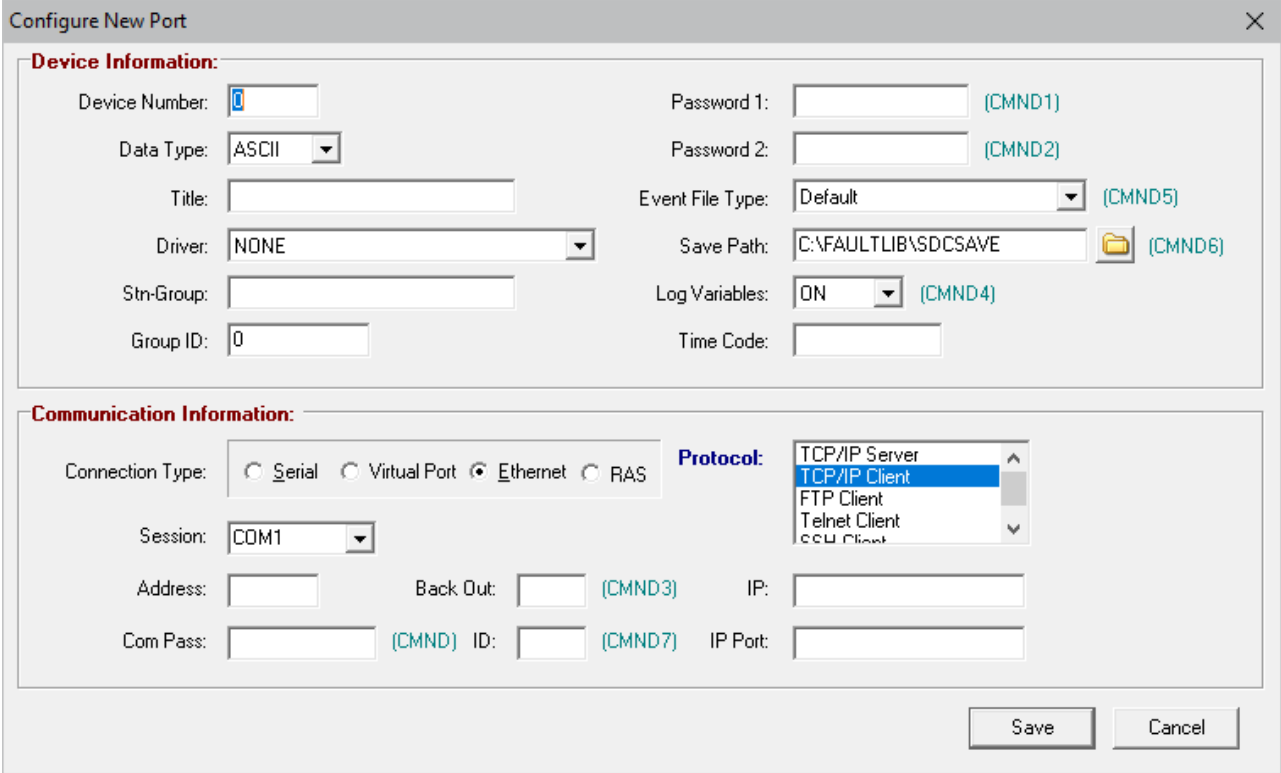 Configure New Port
Device Information:
Device Number: 0 Password 1: (CMND1)
Data Type: ASCII Password 2: (CMND2)
Title: Event File Type: Default (CMND5)
Driver: NONE Save Path: C:\FAULTLIB\SDCSAVE (CMND6)
Stn-Group: Log Variables: ON (CMND4)
Group ID: 0 Time Code:
Communication Information:
Connection Type: Serial Virtual Port Ethernet RAS Protocol: TCP/IP Server
TCP/IP Client
FTP Client
Telnet Client
SSH Client
Session: COM1
Address: Back Out: (CMND3) IP:
Com Pass: (CMND) ID: (CMND7) IP Port:
Save Cancel